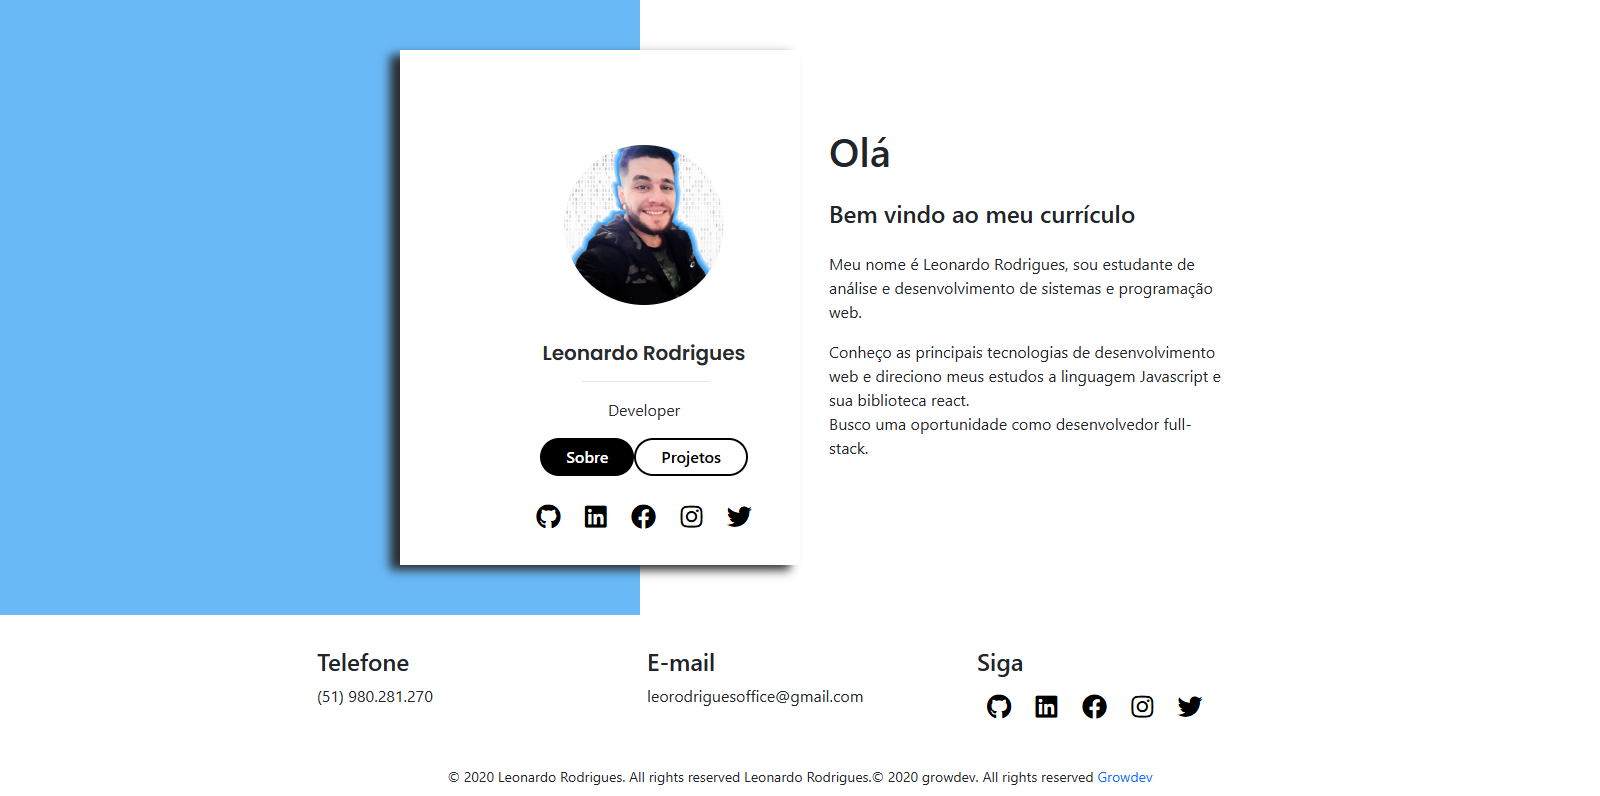 Leonardo Rodrigues
Developer
Sobre
Projetos
Olá
Bem vindo ao meu currículo
Meu nome é Leonardo Rodrigues, sou estudante de
análise e desenvolvimento de sistemas e programação
web.
Conheço as principais tecnologias de desenvolvimento
web e direciono meus estudos a linguagem Javascript e
sua biblioteca react.
Busco uma oportunidade como desenvolvedor full-
stack.
Telefone
(51) 980.281.270
E-mail
leorodriguesoffice@gmail.com
Siga
© 2020 Leonardo Rodrigues. All rights reserved Leonardo Rodrigues.© 2020 growdev. All rights reserved Growdev